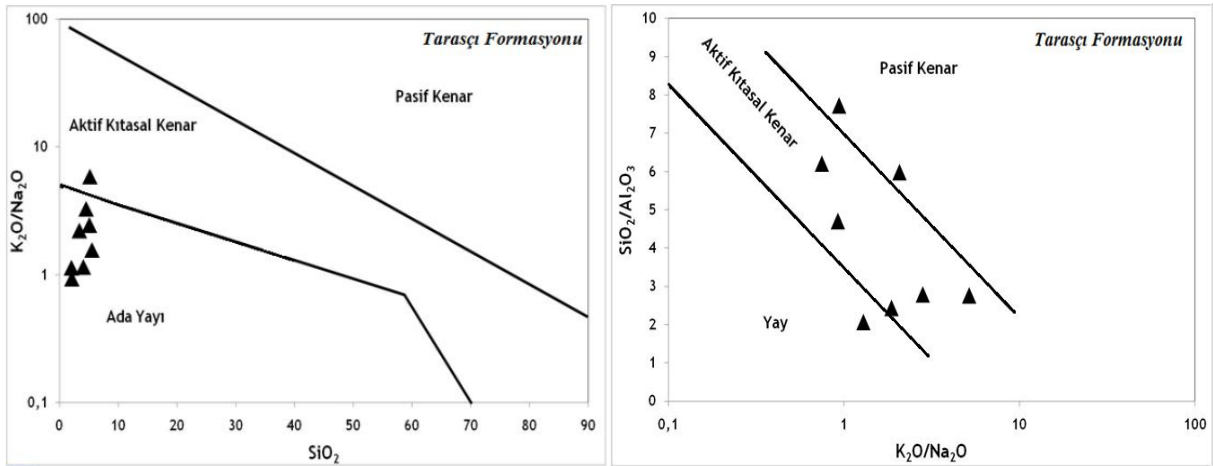 100
10
1
0,1
K₂O/Na₂O
Tarasçı Formasyonu
Pasif Kenar
Aktif Kıtasal Kenar
Ada Yayı
0 10 20 30 40 50 60 70 80 90
SiO₂
10
9
8
7
6
5
4
3
2
1
0
SiO₂/Al₂O₃
Tarasçı Formasyonu
Aktif Kıtasal Kenar
Pasif Kenar
Yay
0,1 1 10 100
K₂O/Na₂O